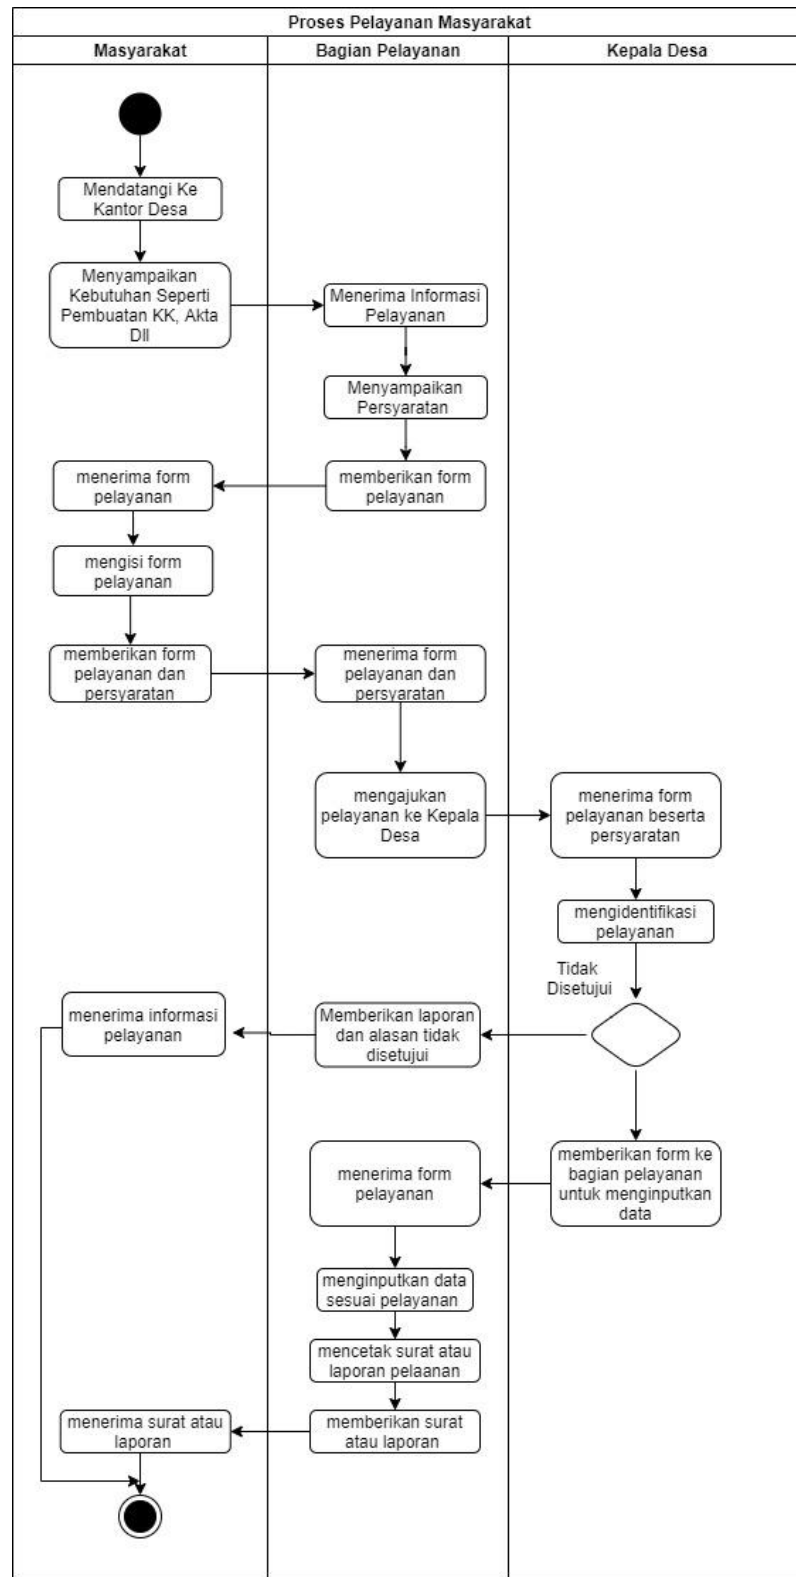 Proses Pelayanan Masyarakat
Masyarakat
Bagian Pelayanan
Kepala Desa
Mendatangi Ke
Kantor Desa
Menyampaikan
Kebutuhan Seperti
Pembuatan KK, Akta
Dll
Menerima Informasi
Pelayanan
Menyampaikan
Persyaratan
memberikan form
pelayanan
menerima form
pelayanan
mengisi form
pelayanan
memberikan form
pelayanan dan
persyaratan
menerima form
pelayanan dan
persyaratan
mengajukan
pelayanan ke Kepala
Desa
menerima form
pelayanan beserta
persyaratan
mengidentifikasi
pelayanan
Tidak
Disetujui
Memberikan laporan
dan alasan tidak
disetujui
menerima informasi
pelayanan
memberikan form ke
bagian pelayanan
untuk menginputkan
data
menerima form
pelayanan
menginputkan data
sesuai pelayanan
mencetak surat atau
laporan pelaanan
memberikan surat
atau laporan
menerima surat atau
laporan